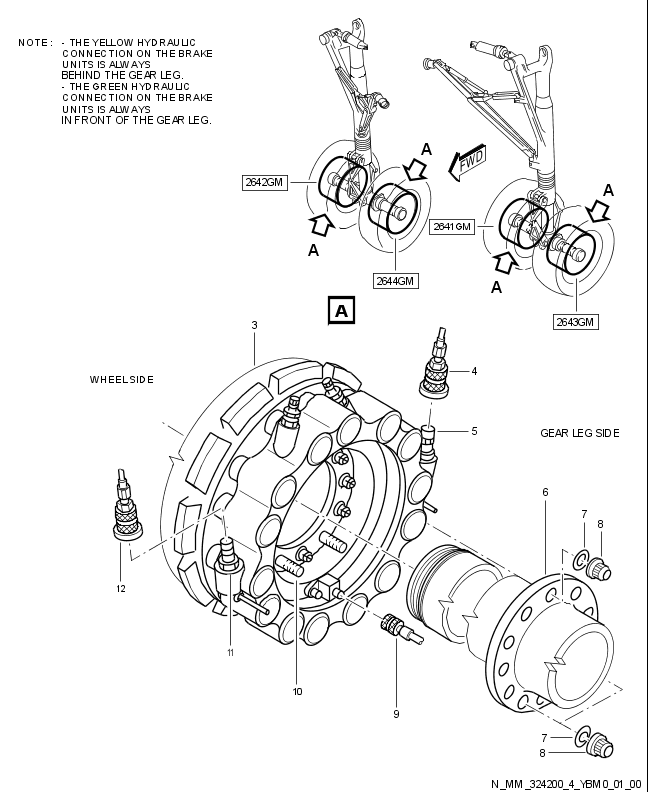 NOTE : - THE YELLOW HYDRAULIC
CONNECTION ON THE BRAKE
UNITS IS ALWAYS
BEHIND THE GEAR LEG.
- THE GREEN HYDRAULIC
CONNECTION ON THE BRAKE
UNITS IS ALWAYS
IN FRONT OF THE GEAR LEG.
A
FWD
2642GM
A
A
2641GM
A
2644GM
A
2643GM
A
3
WHEELSIDE
4
5
GEAR LEG SIDE
6
7
8
12
11
10
9
7
8
N_MM_324200_4_YBM0_01_00